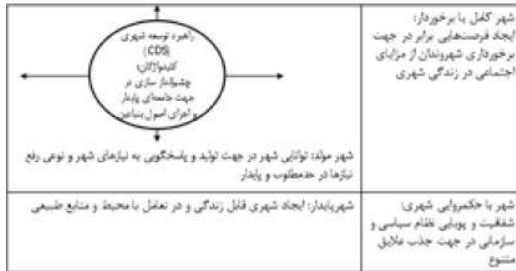 شهر کامل یا برخوردار:
ایجاد فرصت‌هایی برابر در جهت
برخورداری شهروندان از مزایای
اجتماعی در زندگی شهری
راهبرد توسعه شهری
(CDS)
کلیدواژگان:
چشم‌انداز سازی در
جهت جامعه‌ای پایدار
و اجرای اصول بنیادین
شهر مولد: توانایی شهر در جهت تولید و پاسخگویی به نیازهای شهر و نوعی رفع
نیازها در حدمطلوب و پایدار
شهر با حکمروایی شهری:
شفافیت و پویایی نظام سیاسی و
سازمانی در جهت جذب علایق
متنوع
شهرپایدار: ایجاد شهری قابل زندگی و در تعامل با محیط و منابع طبیعی